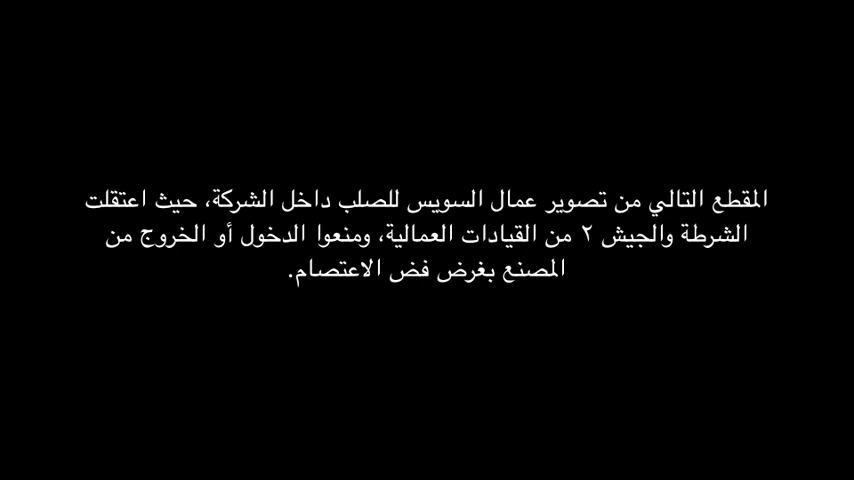 المقطع التالي من تصوير عمال السويس للصلب داخل الشركة، حيث اعتقلت
الشرطة والجيش ٢ من القيادات العمالية، ومنعوا الدخول أو الخروج من
المصنع بغرض فض الاعتصام.